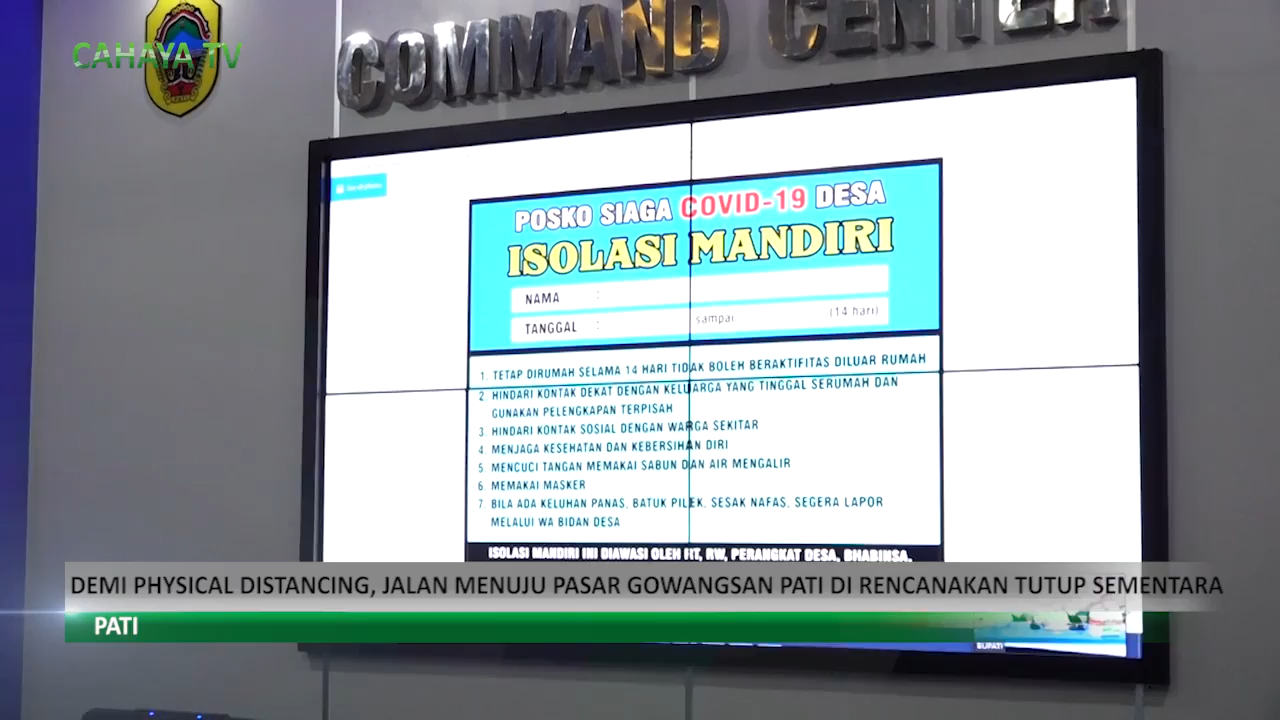 CAHAYA TV
COMMAND CENTER
POSKO SIAGA COVID-19 DESA
ISOLASI MANDIRI
NAMA :
TANGGAL : sampai (14 hari)
1. TETAP DIRUMAH SELAMA 14 HARI TIDAK BOLEH BERAKTIFITAS DILUAR RUMAH
2. HINDARI KONTAK DEKAT DENGAN KELUARGA YANG TINGGAL SERUMAH DAN
GUNAKAN PELENGKAPAN TERPISAH
3. HINDARI KONTAK SOSIAL DENGAN WARGA SEKITAR
4. MENJAGA KESEHATAN DAN KEBERSIHAN DIRI
5. MENCUCI TANGAN MEMAKAI SABUN DAN AIR MENGALIR
6. MEMAKAI MASKER
7. BILA ADA KELUHAN PANAS, BATUK PILEK, SESAK NAFAS, SEGERA LAPOR
MELALUI WA BIDAN DESA
ISOLASI MANDIRI INI DIAWASI OLEH RT, RW, PERANGKAT DESA, BHABINSA,
DEMI PHYSICAL DISTANCING, JALAN MENUJU PASAR GOWANGSAN PATI DI RENCANAKAN TUTUP SEMENTARA
PATI
BUPATI